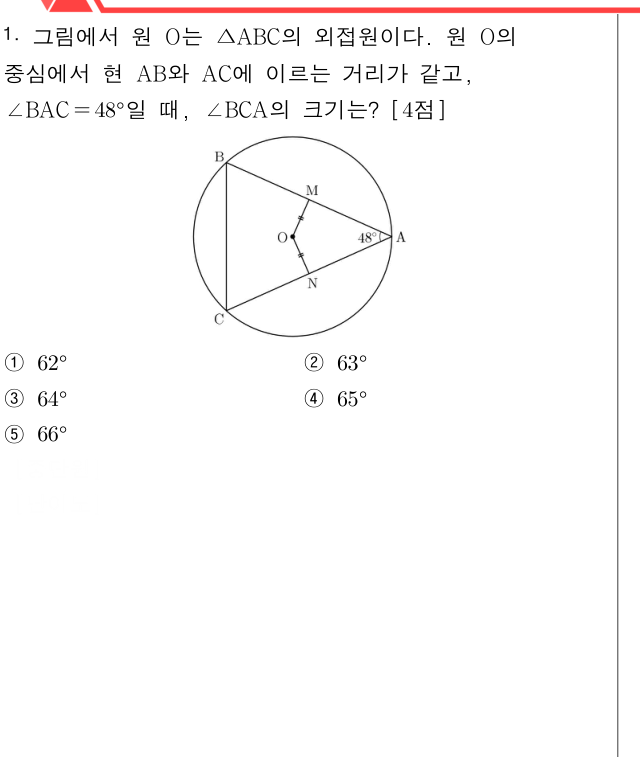 1. 그림에서 원 O는 △ABC의 외접원이다. 원 O의
중심에서 현 AB와 AC에 이르는 거리가 같고,
∠BAC=48°일 때, ∠BCA의 크기는? [4점]
B
M
O
48°
A
N
C
① 62°
② 63°
③ 64°
④ 65°
⑤ 66°